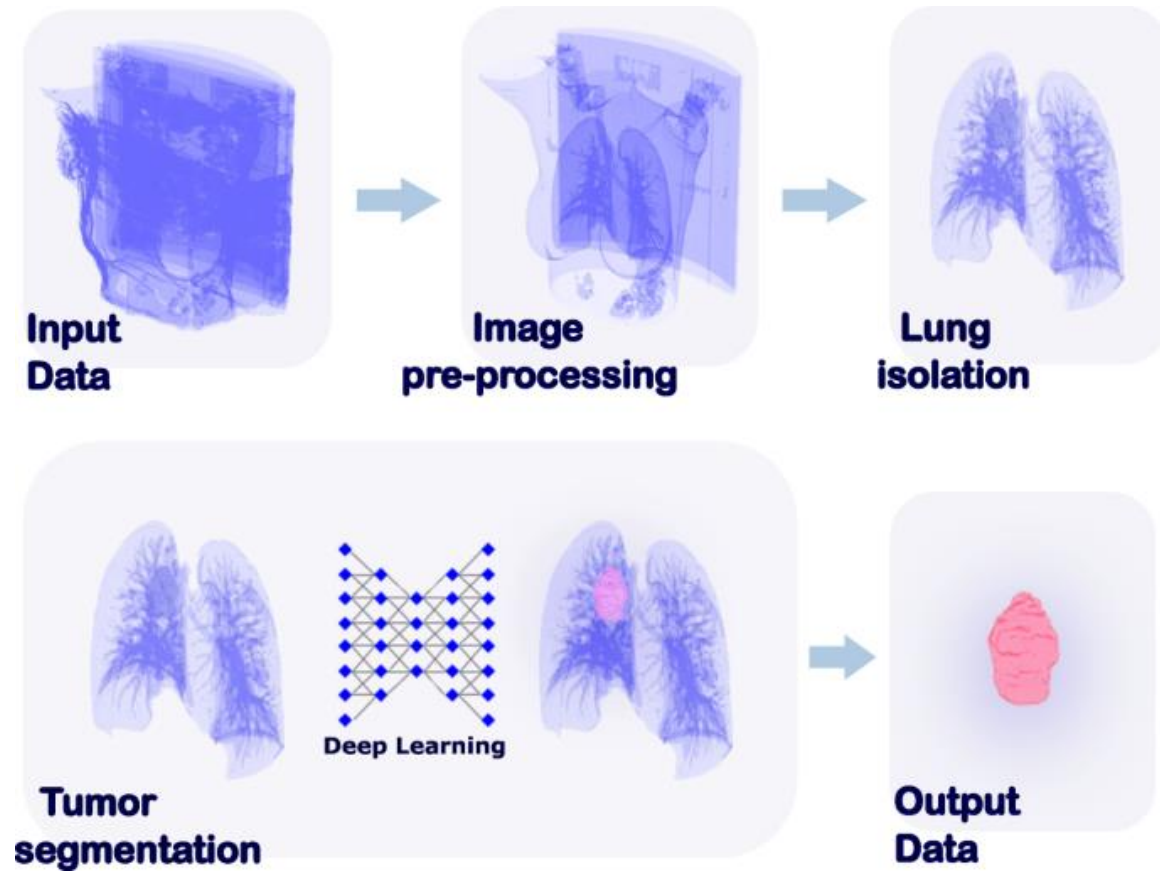 Input
Data
Image
pre-processing
Lung
isolation
Deep Learning
Tumor
segmentation
Output
Data